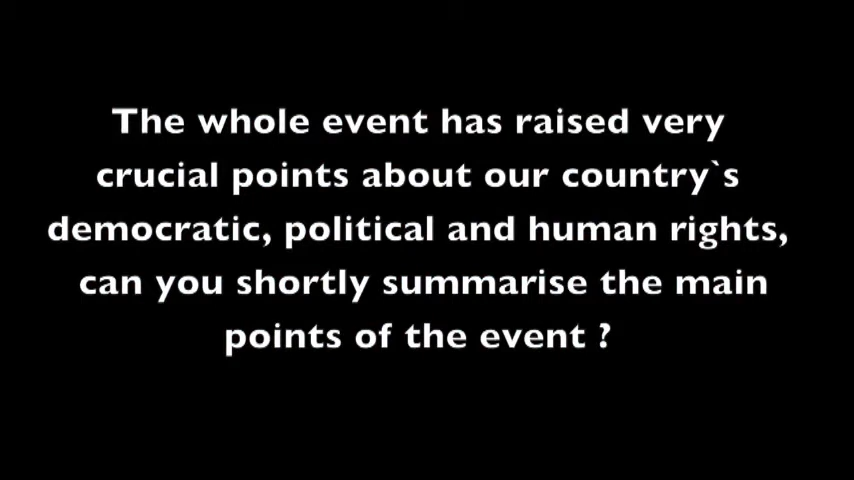 The whole event has raised very
crucial points about our country`s
democratic, political and human rights,
can you shortly summarise the main
points of the event ?